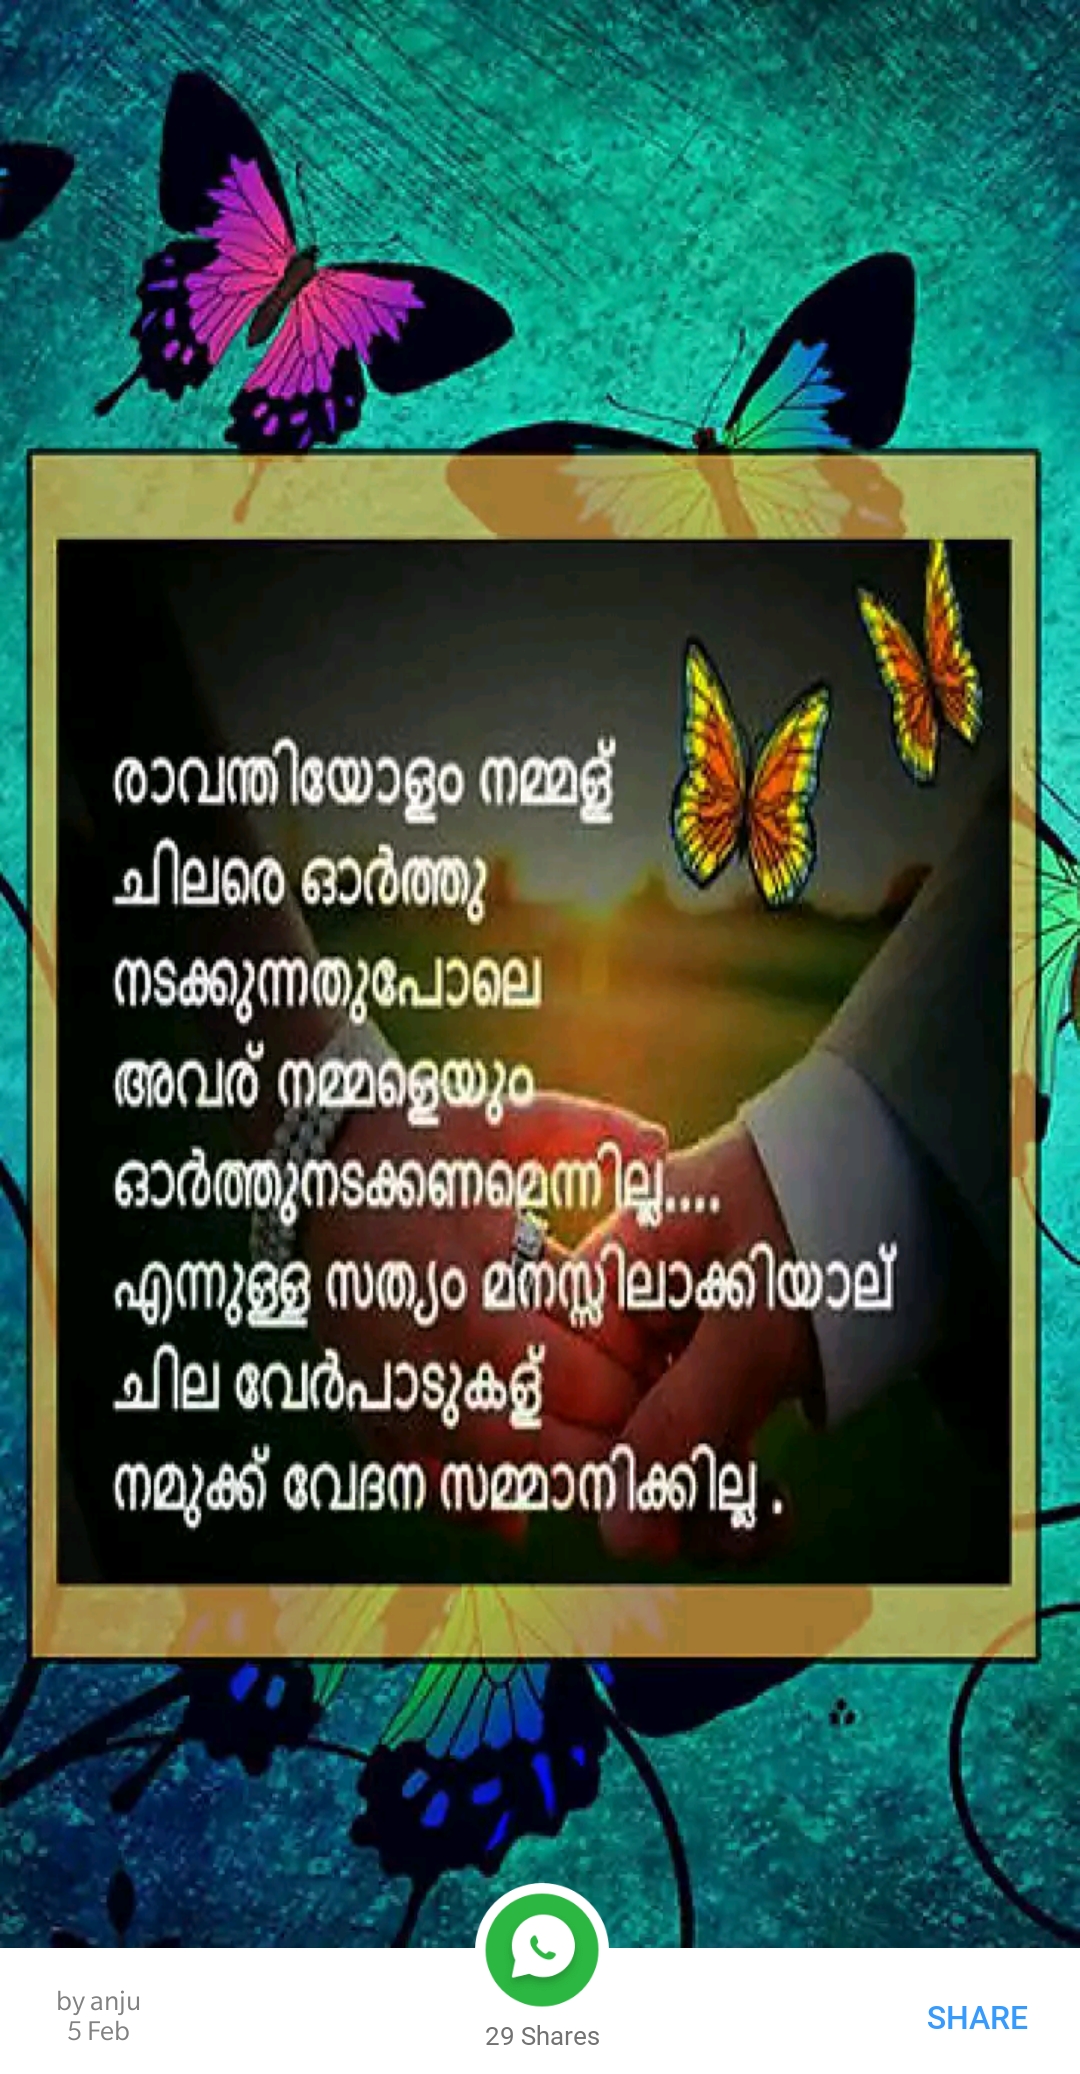 രാവന്തിയോളം നമ്മള്
ചിലരെ ഓർത്തു
നടക്കുന്നതുപോലെ
അവര് നമ്മളെയും
ഓർത്തുനടക്കണമെന്നില്ല....
എന്നുള്ള സത്യം മനസ്സിലാക്കിയാല്
ചില വേർപാടുകള്
നമുക്ക് വേദന സമ്മാനിക്കില്ല .
by anju
5 Feb
29 Shares
SHARE